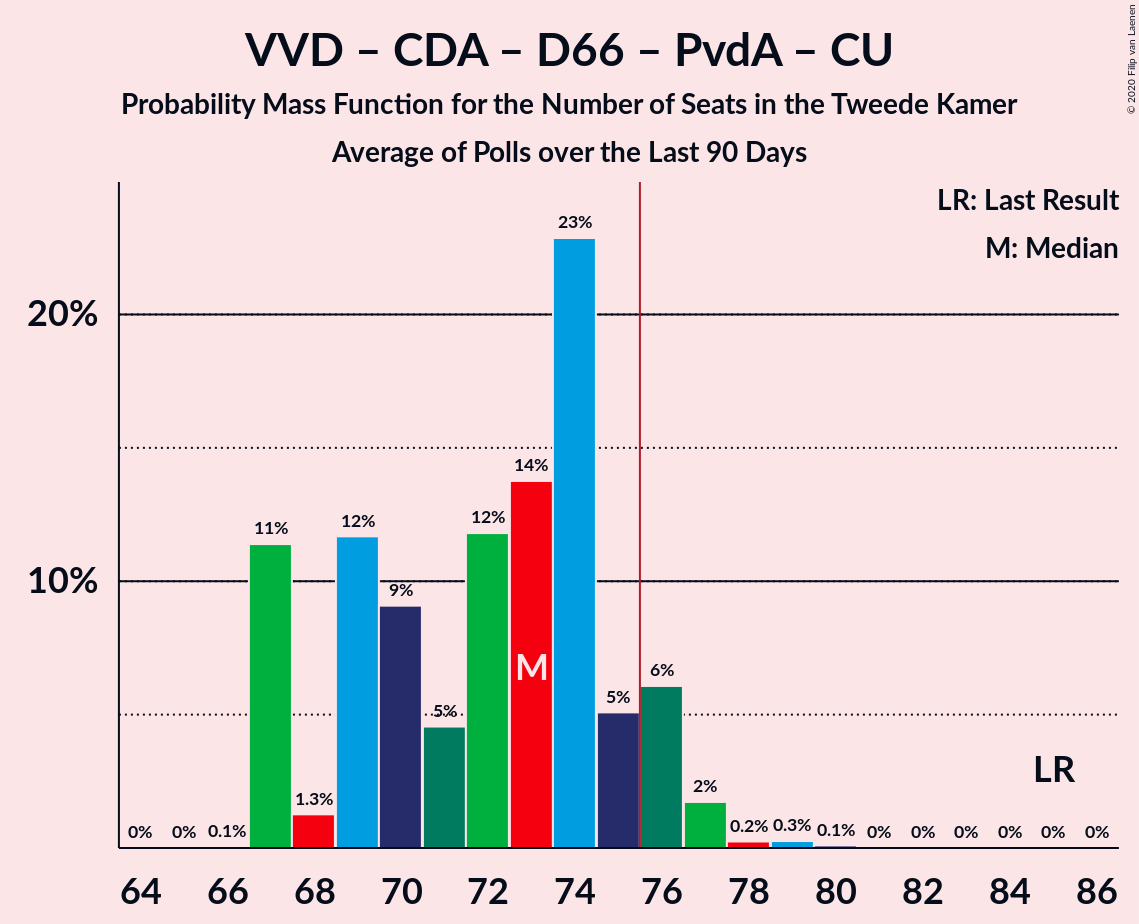 VVD – CDA – D66 – PvdA – CU
Probability Mass Function for the Number of Seats in the Tweede Kamer
Average of Polls over the Last 90 Days
© 2020 Filip van Laenen
LR: Last Result
M: Median
20%
10%
0% 0% 0.1% 11% 1.3% 12% 9% 5% 12% 14% 23% 5% 6% 2% 0.2% 0.3% 0.1% 0% 0% 0% 0% 0% 0%
M
LR
64 66 68 70 72 74 76 78 80 82 84 86